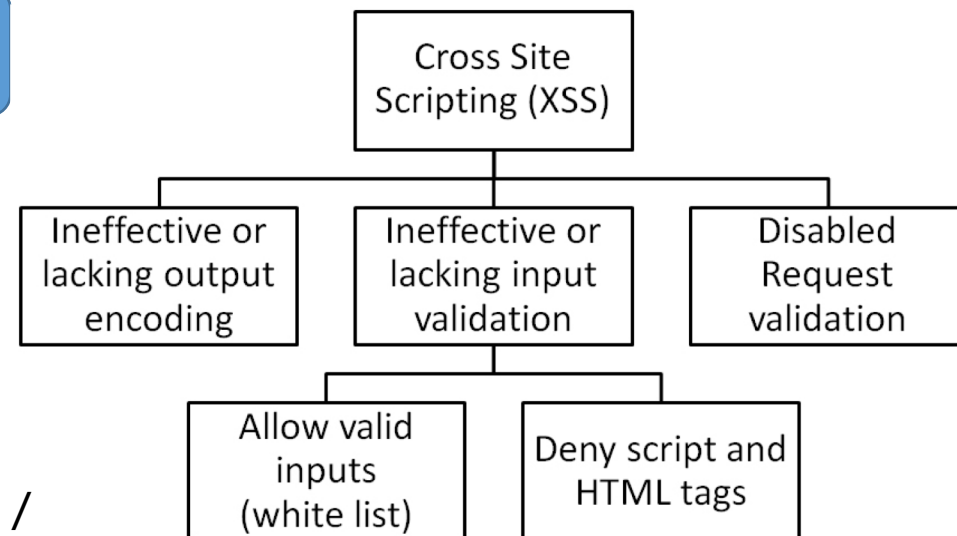 Cross Site
Scripting (XSS)
Ineffective or
lacking output
encoding
Ineffective or
lacking input
validation
Disabled
Request
validation
Allow valid
inputs
(white list)
Deny script and
HTML tags
/